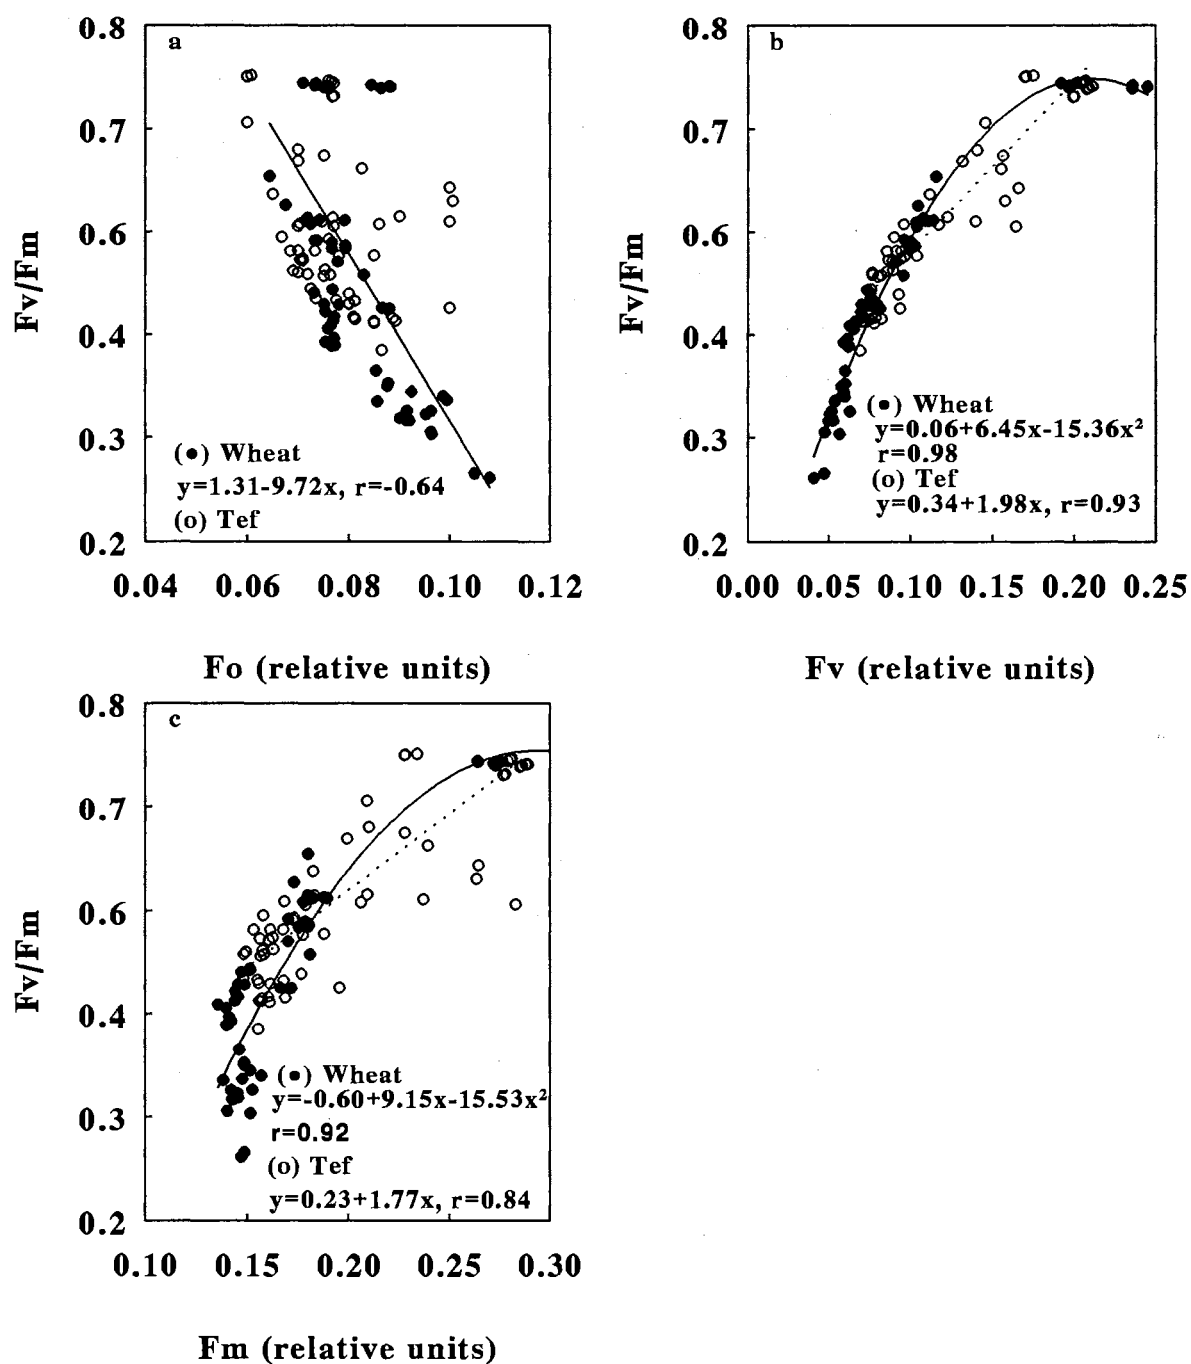 a
0.8
0.7
0.6
0.5
0.4
0.3
0.2
Fv/Fm
(●) Wheat
y=1.31-9.72x, r=-0.64
(o) Tef
0.04 0.06 0.08 0.10 0.12
Fo (relative units)
b
0.8
0.7
0.6
0.5
0.4
0.3
0.2
Fv/Fm
(●) Wheat
y=0.06+6.45x-15.36x²
r=0.98
(o) Tef
y=0.34+1.98x, r=0.93
0.00 0.05 0.10 0.15 0.20 0.25
Fv (relative units)
c
0.8
0.7
0.6
0.5
0.4
0.3
0.2
Fv/Fm
(●) Wheat
y=-0.60+9.15x-15.53x²
r=0.92
(o) Tef
y=0.23+1.77x, r=0.84
0.10 0.15 0.20 0.25 0.30
Fm (relative units)